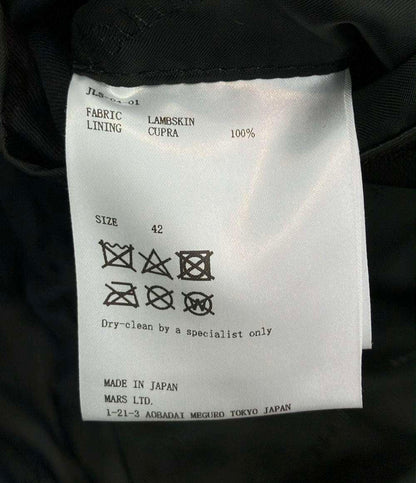 FABRIC LAMBSKIN
LINING CUPRA 100%
SIZE 42
W
Dry-clean by a specialist only
MADE IN JAPAN
MARS LTD.
1-21-3 AOBADAI MEGURO TOKYO JAPAN